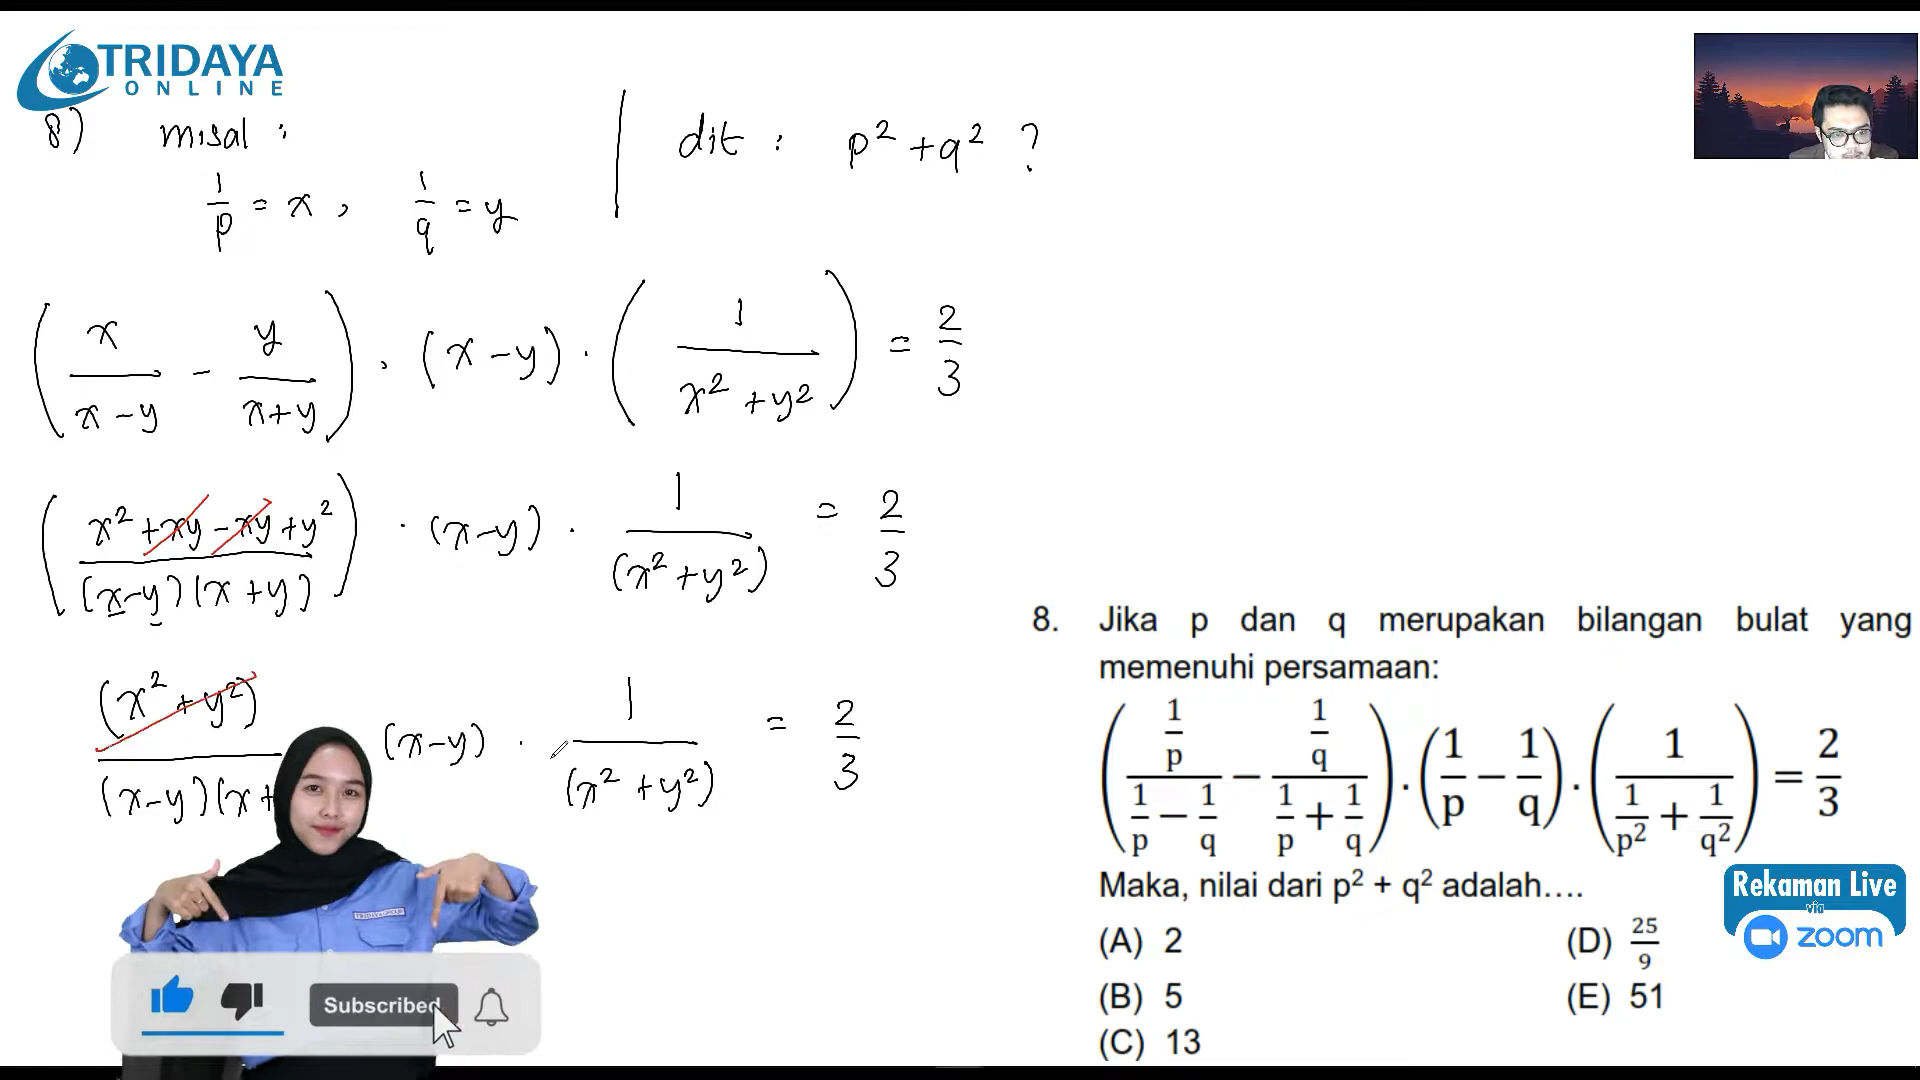 TRIDAYA
ONLINE
8) misal :
1/p = x , 1/q = y
dit : p² + q² ?
(x/(x-y) - y/(x+y)) · (x-y) · (1/(x² + y²)) = 2/3
((x² + xy - xy + y²)/((x-y)(x+y))) · (x-y) · 1/(x² + y²) = 2/3
(x² + y²)/((x-y)(x+ (x-y) · 1/(x² + y²) = 2/3
Subscribed
8. Jika p dan q merupakan bilangan bulat yang
memenuhi persamaan:
((1/p)/(1/p - 1/q) - (1/q)/(1/p + 1/q)) . (1/p - 1/q) . (1/(1/p² + 1/q²)) = 2/3
Maka, nilai dari p² + q² adalah....
(A) 2
(B) 5
(C) 13
(D) 25/9
(E) 51
Rekaman Live
via
zoom